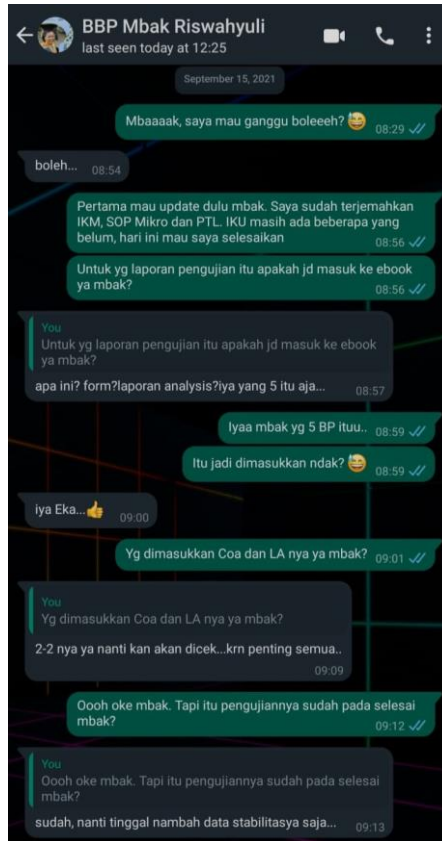 BBP Mbak Riswahyuli
last seen today at 12:25
September 15, 2021
Mbaaaak, saya mau ganggu boleeeh? 😅 08:29
boleh... 08:54
Pertama mau update dulu mbak. Saya sudah terjemahkan
IKM, SOP Mikro dan PTL. IKU masih ada beberapa yang
belum, hari ini mau saya selesaikan 08:56
Untuk yg laporan pengujian itu apakah jd masuk ke ebook
ya mbak? 08:56
You
Untuk yg laporan pengujian itu apakah jd masuk ke ebook
ya mbak?
apa ini? form?laporan analysis?iya yang 5 itu aja... 08:57
Iyaa mbak yg 5 BP ituu.. 08:59
Itu jadi dimasukkan ndak? 😅 08:59
iya Eka...👍 09:00
Yg dimasukkan Coa dan LA nya ya mbak? 09:01
You
Yg dimasukkan Coa dan LA nya ya mbak?
2-2 nya ya nanti kan akan dicek...krn penting semua..
09:09
Oooh oke mbak. Tapi itu pengujiannya sudah pada selesai
mbak? 09:12
You
Oooh oke mbak. Tapi itu pengujiannya sudah pada selesai
mbak?
sudah, nanti tinggal nambah data stabilitasya saja... 09:13